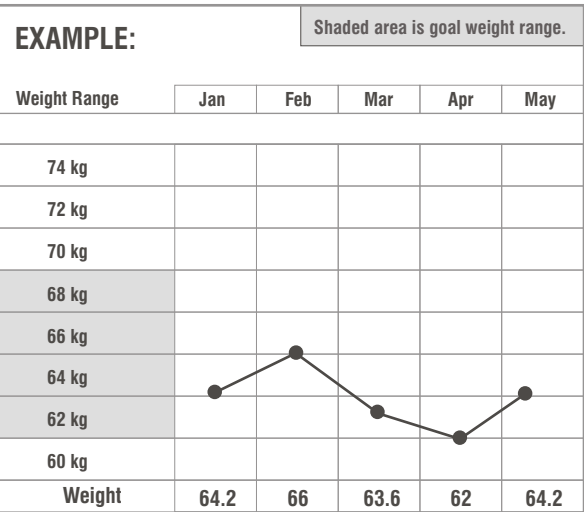 EXAMPLE:
Shaded area is goal weight range.
Weight Range Jan Feb Mar Apr May
74 kg
72 kg
70 kg
68 kg
66 kg
64 kg
62 kg
60 kg
Weight 64.2 66 63.6 62 64.2